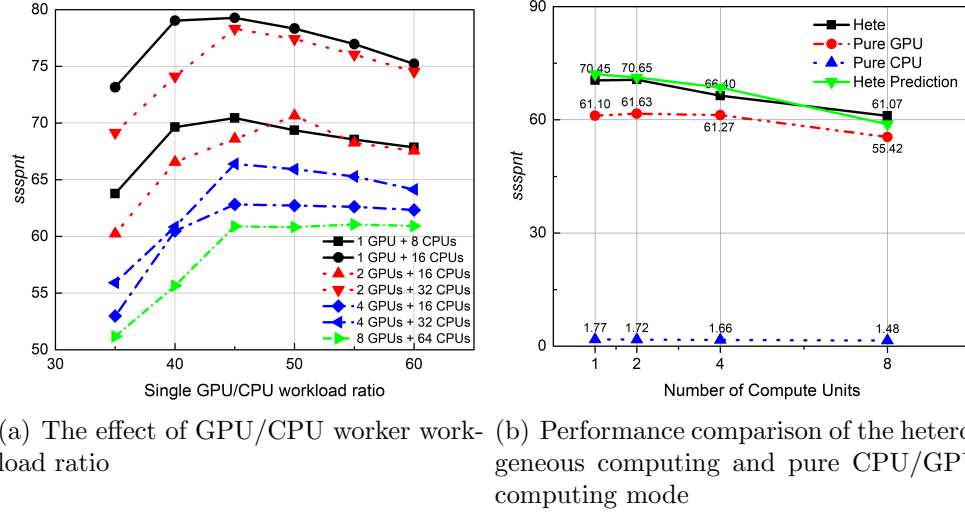 80
75
70
65
60
55
50
30
40
50
60
ssspnt
Single GPU/CPU workload ratio
1 GPU + 8 CPUs
1 GPU + 16 CPUs
2 GPUs + 16 CPUs
2 GPUs + 32 CPUs
4 GPUs + 16 CPUs
4 GPUs + 32 CPUs
8 GPUs + 64 CPUs
90
60
30
0
1
2
4
8
ssspnt
Number of Compute Units
Hete
Pure GPU
Pure CPU
Hete Prediction
70.45
70.65
66.40
61.07
61.10
61.63
61.27
55.42
1.77
1.72
1.66
1.48
(a) The effect of GPU/CPU worker work-
load ratio
(b) Performance comparison of the hetero
geneous computing and pure CPU/GPU
computing mode